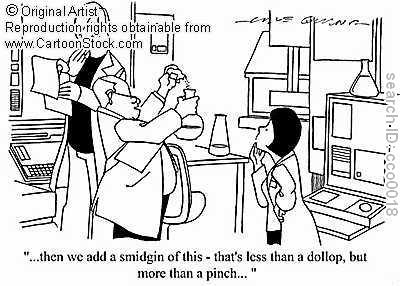 © Original Artist
Reproduction rights obtainable from
www.CartoonStock.com
search ID: cco0018
"...then we add a smidgin of this - that's less than a dollop, but
more than a pinch... "